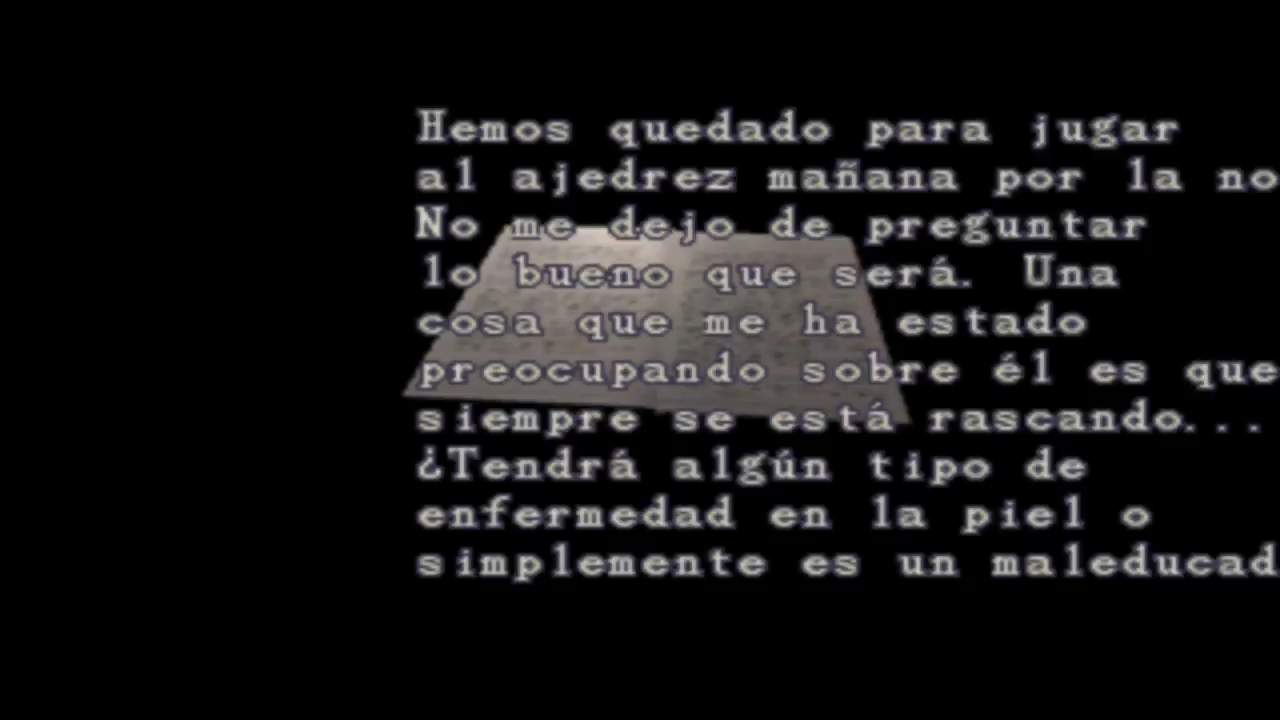 Hemos quedado para jugar
al ajedrez mañana por la no
No me dejo de preguntar
lo bueno que será. Una
cosa que me ha estado
preocupando sobre él es que
siempre se está rascando...
¿Tendrá algún tipo de
enfermedad en la piel o
simplemente es un maleducad